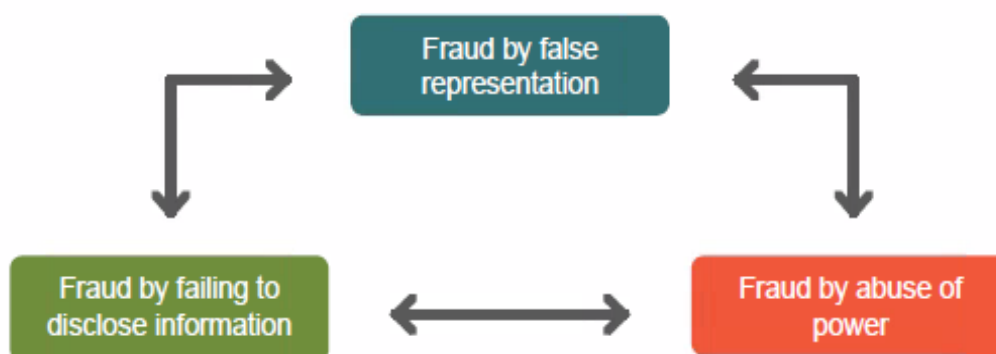 Fraud by false
representation
Fraud by failing to
disclose information
Fraud by abuse of
power